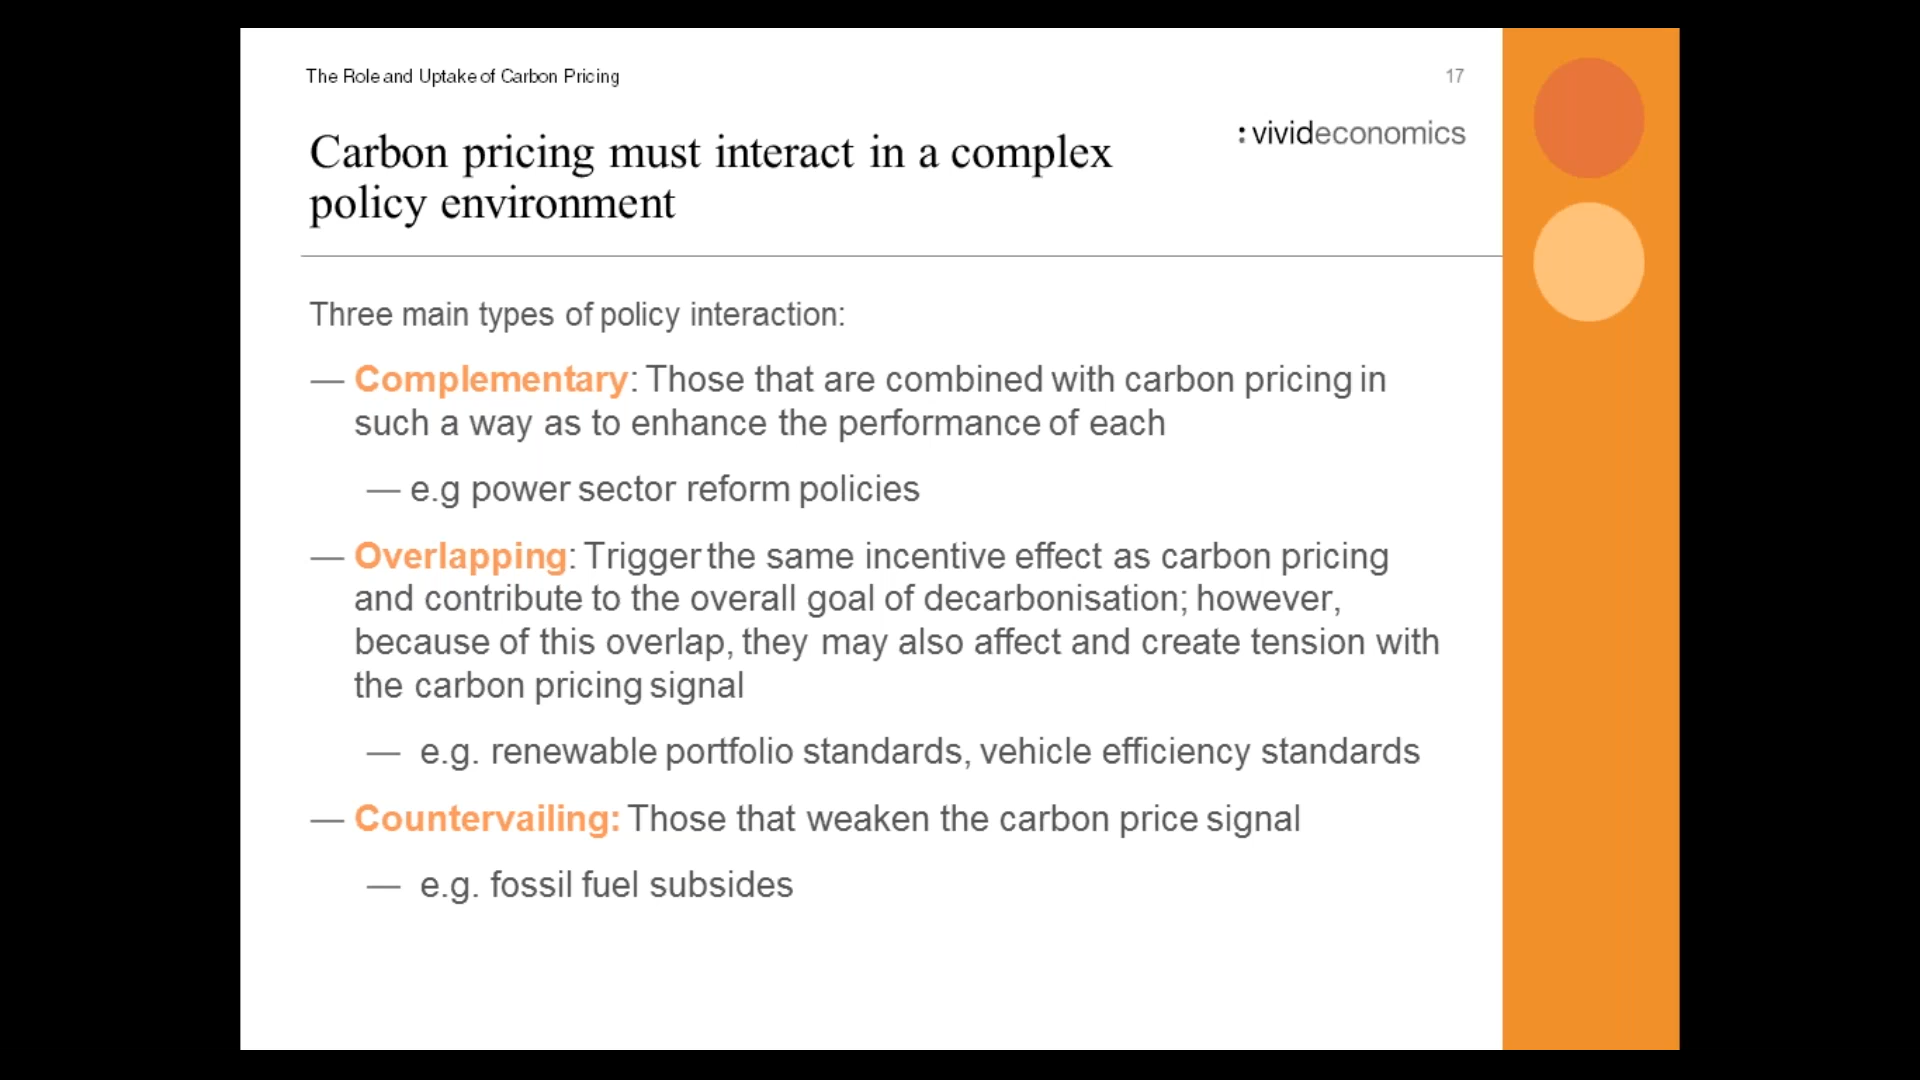 The Role and Uptake of Carbon Pricing
17
:vivideconomics
Carbon pricing must interact in a complex
policy environment
Three main types of policy interaction:
— Complementary: Those that are combined with carbon pricing in
such a way as to enhance the performance of each
— e.g power sector reform policies
— Overlapping: Trigger the same incentive effect as carbon pricing
and contribute to the overall goal of decarbonisation; however,
because of this overlap, they may also affect and create tension with
the carbon pricing signal
— e.g. renewable portfolio standards, vehicle efficiency standards
— Countervailing: Those that weaken the carbon price signal
— e.g. fossil fuel subsides